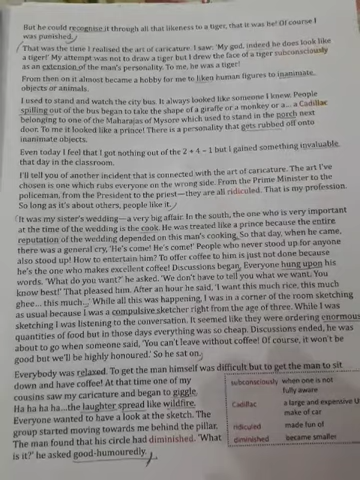 But he could recognise it through all that likeness to a tiger, that it was be! Of course I
was punished.
That was the time I realised the art of caricature. I saw: 'My god, indeed he does look like
a tiger!' My attempt was not to draw a tiger but I drew the face of a tiger subconsciously
as an extension of the man's personality. To me, he was a tiger!
From then on it almost became a hobby for me to liken human figures to inanimate
objects or animals.
I used to stand and watch the city bus. It always looked like someone I knew. People
spilling out of the bus began to take the shape of a giraffe or a monkey or a... a Cadillac
belonging to one of the Maharajas of Mysore which used to stand in the porch next
door. To me it looked like a prince! There is a personality that gets rubbed off onto
inanimate objects.
Even today I feel that I got nothing out of the 2 + 4 – 1 but I gained something invaluable
that day in the classroom.
I'll tell you of another incident that is connected with the art of caricature. The art I've
chosen is one which rubs everyone on the wrong side. From the Prime Minister to the
policeman, from the President to the priest—they are all ridiculed. That is my profession.
So long as it's about others, people like it.
It was my sister's wedding—a very big affair. In the south, the one who is very important
at the time of the wedding is the cook. He was treated like a prince because the entire
reputation of the wedding depended on this man's cooking. So that day, when he came,
there was a general cry, 'He's come! He's come!' People who never stood up for anyone
also stood up! How to entertain him? To offer coffee to him is just not done because
he's the one who makes excellent coffee! Discussions began. Everyone hung upon his
words. 'What do you want?' he asked. 'We don't have to tell you what we want. You
know best!' That pleased him. After an hour he said, 'I want this much rice, this much
ghee... this much...' While all this was happening, I was in a corner of the room sketching
as usual because I was a compulsive sketcher right from the age of three. While I was
sketching I was listening to the conversation. It seemed like they were ordering enormous
quantities of food but in those days everything was so cheap. Discussions ended, he was
about to go when someone said, 'You can't leave without coffee! Of course, it won't be
good but we'll be highly honoured.' So he sat on.
Everybody was relaxed. To get the man himself was difficult but to get the man to sit
down and have coffee! At that time one of my
cousins saw my caricature and began to giggle.
Ha ha ha ha...the laughter spread like wildfire.
Everyone wanted to have a look at the sketch. The
group started moving towards me behind the pillar.
The man found that his circle had diminished. 'What
is it?' he asked good-humouredly.
subconsciously when one is not
fully aware
Cadillac a large and expensive U
make of car
ridiculed made fun of
diminished became smaller